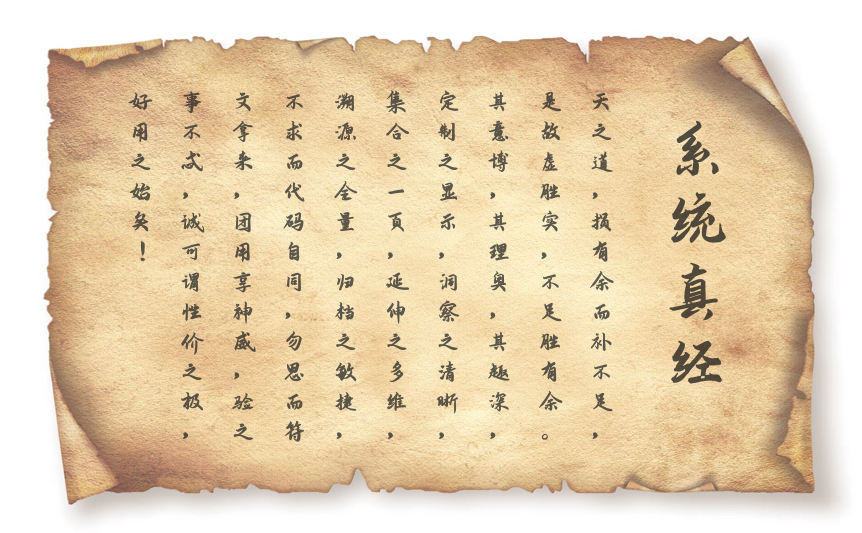 系统真经
天之道，损有余而补不足，
是故虚胜实，不足胜有余。
其意博，其理奥，其趣深，
定制之显示，洞察之清晰，
集合之一页，延伸之多维，
溯源之全量，归档之敏捷，
不求而代码自同，勿思而符
文拿来，团用享神威，验之
事不忒，诚可谓性价之极，
好用之始矣！